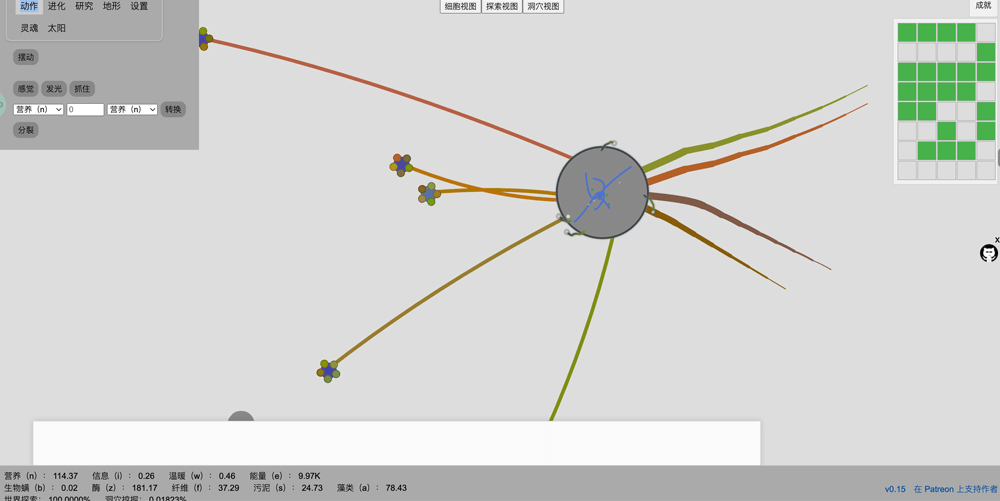 动作 进化 研究 地形 设置
灵魂 太阳
摆动
感觉 发光 抓住
营养（n） 0 营养（n） 转换
分裂
细胞视图 探索视图 洞穴视图
成就
x
营养（n）： 114.37 信息（i）： 0.26 温暖（w）： 0.46 能量（e）： 9.97K
生物螨（b）： 0.02 酶（z）： 181.17 纤维（f）： 37.29 污泥（s）： 24.73 藻类（a）： 78.43
世界探索： 100.0000% 洞穴挖掘： 0.01823%
v0.15 在 Patreon 上支持作者